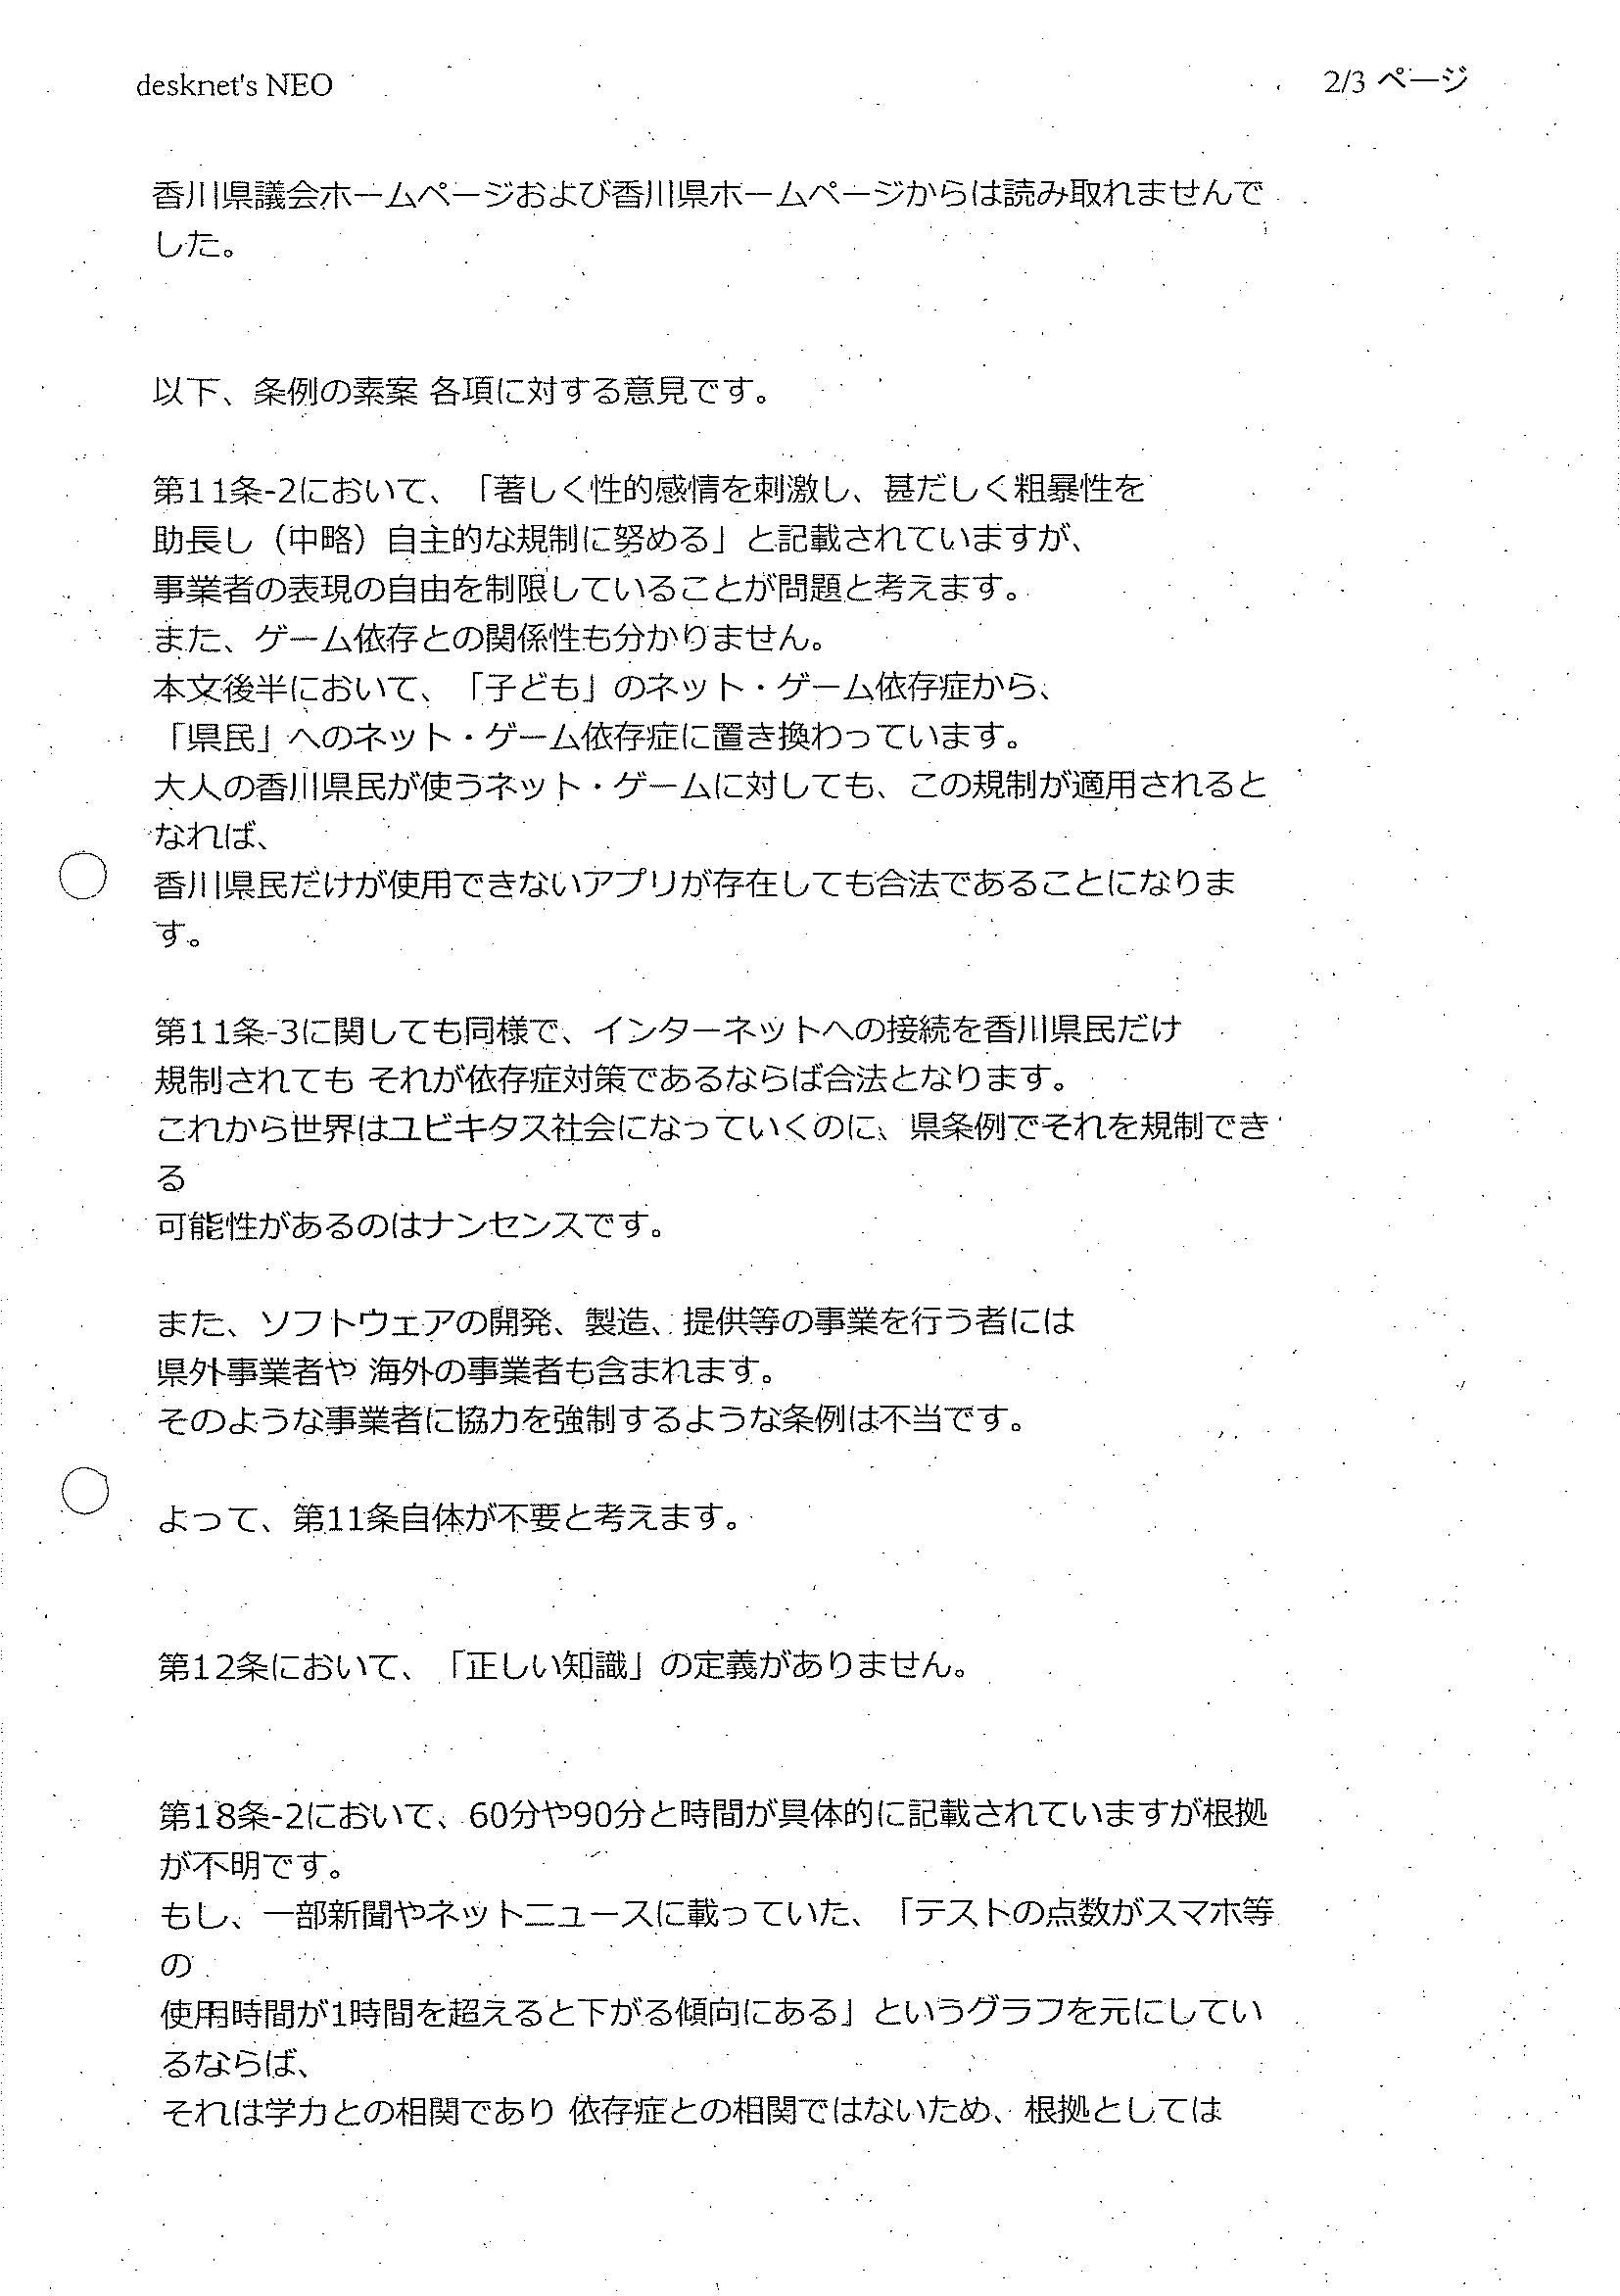 desknet's NEO
2/3 ページ
香川県議会ホームページおよび香川県ホームページからは読み取れませんで
した。
以下、条例の素案 各項に対する意見です。
第11条-2において、「著しく性的感情を刺激し、甚だしく粗暴性を
助長し（中略）自主的な規制に努める」と記載されていますが、
事業者の表現の自由を制限していることが問題と考えます。
また、ゲーム依存との関係性も分かりません。
本文後半において、「子ども」のネット・ゲーム依存症から、
「県民」へのネット・ゲーム依存症に置き換わっています。
大人の香川県民が使うネット・ゲームに対しても、この規制が適用されると
なれば、
香川県民だけが使用できないアプリが存在しても合法であることになりま
す。
第11条-3に関しても同様で、インターネットへの接続を香川県民だけ
規制されても それが依存症対策であるならば合法となります。
これから世界はユビキタス社会になっていくのに、県条例でそれを規制でき
る
可能性があるのはナンセンスです。
また、ソフトウェアの開発、製造、提供等の事業を行う者には
県外事業者や 海外の事業者も含まれます。
そのような事業者に協力を強制するような条例は不当です。
よって、第11条自体が不要と考えます。
第12条において、「正しい知識」の定義がありません。
第18条-2において、60分や90分と時間が具体的に記載されていますが根拠
が不明です。
もし、一部新聞やネットニュースに載っていた、「テストの点数がスマホ等
の
使用時間が1時間を超えると下がる傾向にある」というグラフを元にしてい
るならば、
それは学力との相関であり 依存症との相関ではないため、根拠としては